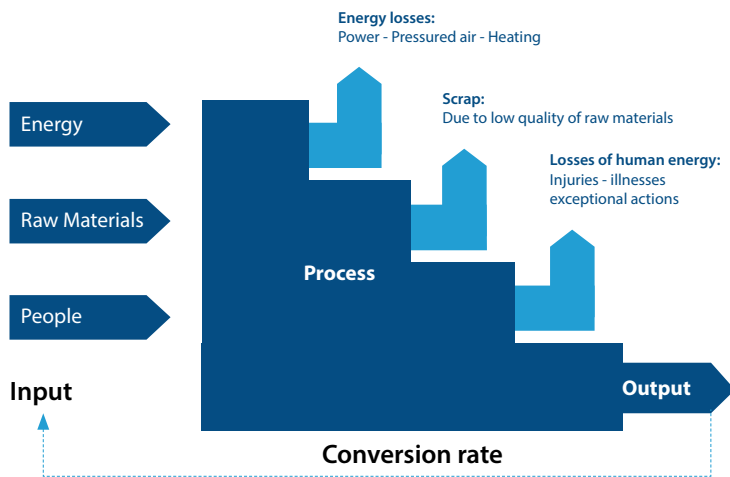 Energy losses:
Power - Pressured air - Heating
Scrap:
Due to low quality of raw materials
Losses of human energy:
Injuries - illnesses
exceptional actions
Energy
Raw Materials
People
Process
Input
Output
Conversion rate